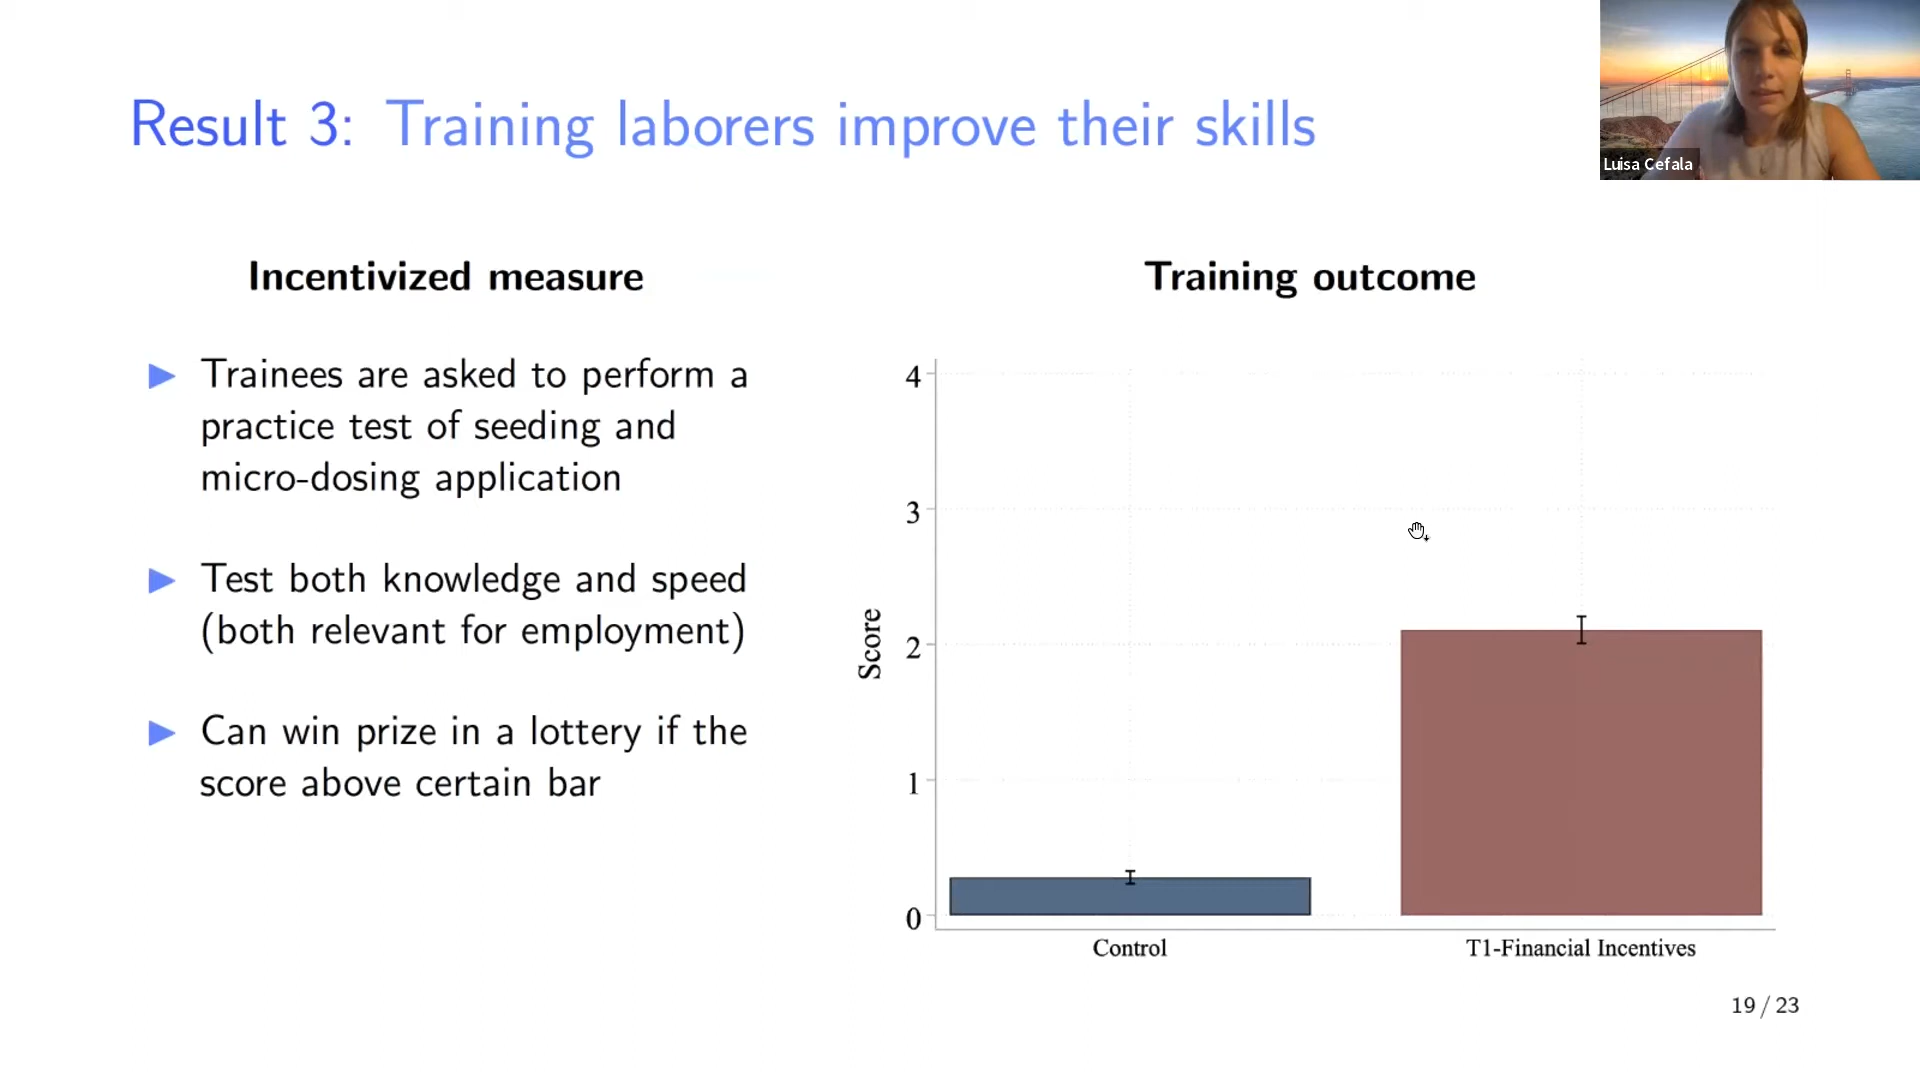 Luisa Cefala
Result 3: Training laborers improve their skills
Incentivized measure
Trainees are asked to perform a
practice test of seeding and
micro-dosing application
Test both knowledge and speed
(both relevant for employment)
Can win prize in a lottery if the
score above certain bar
Training outcome
4
3
2
1
0
Score
Control
T1-Financial Incentives
19 / 23